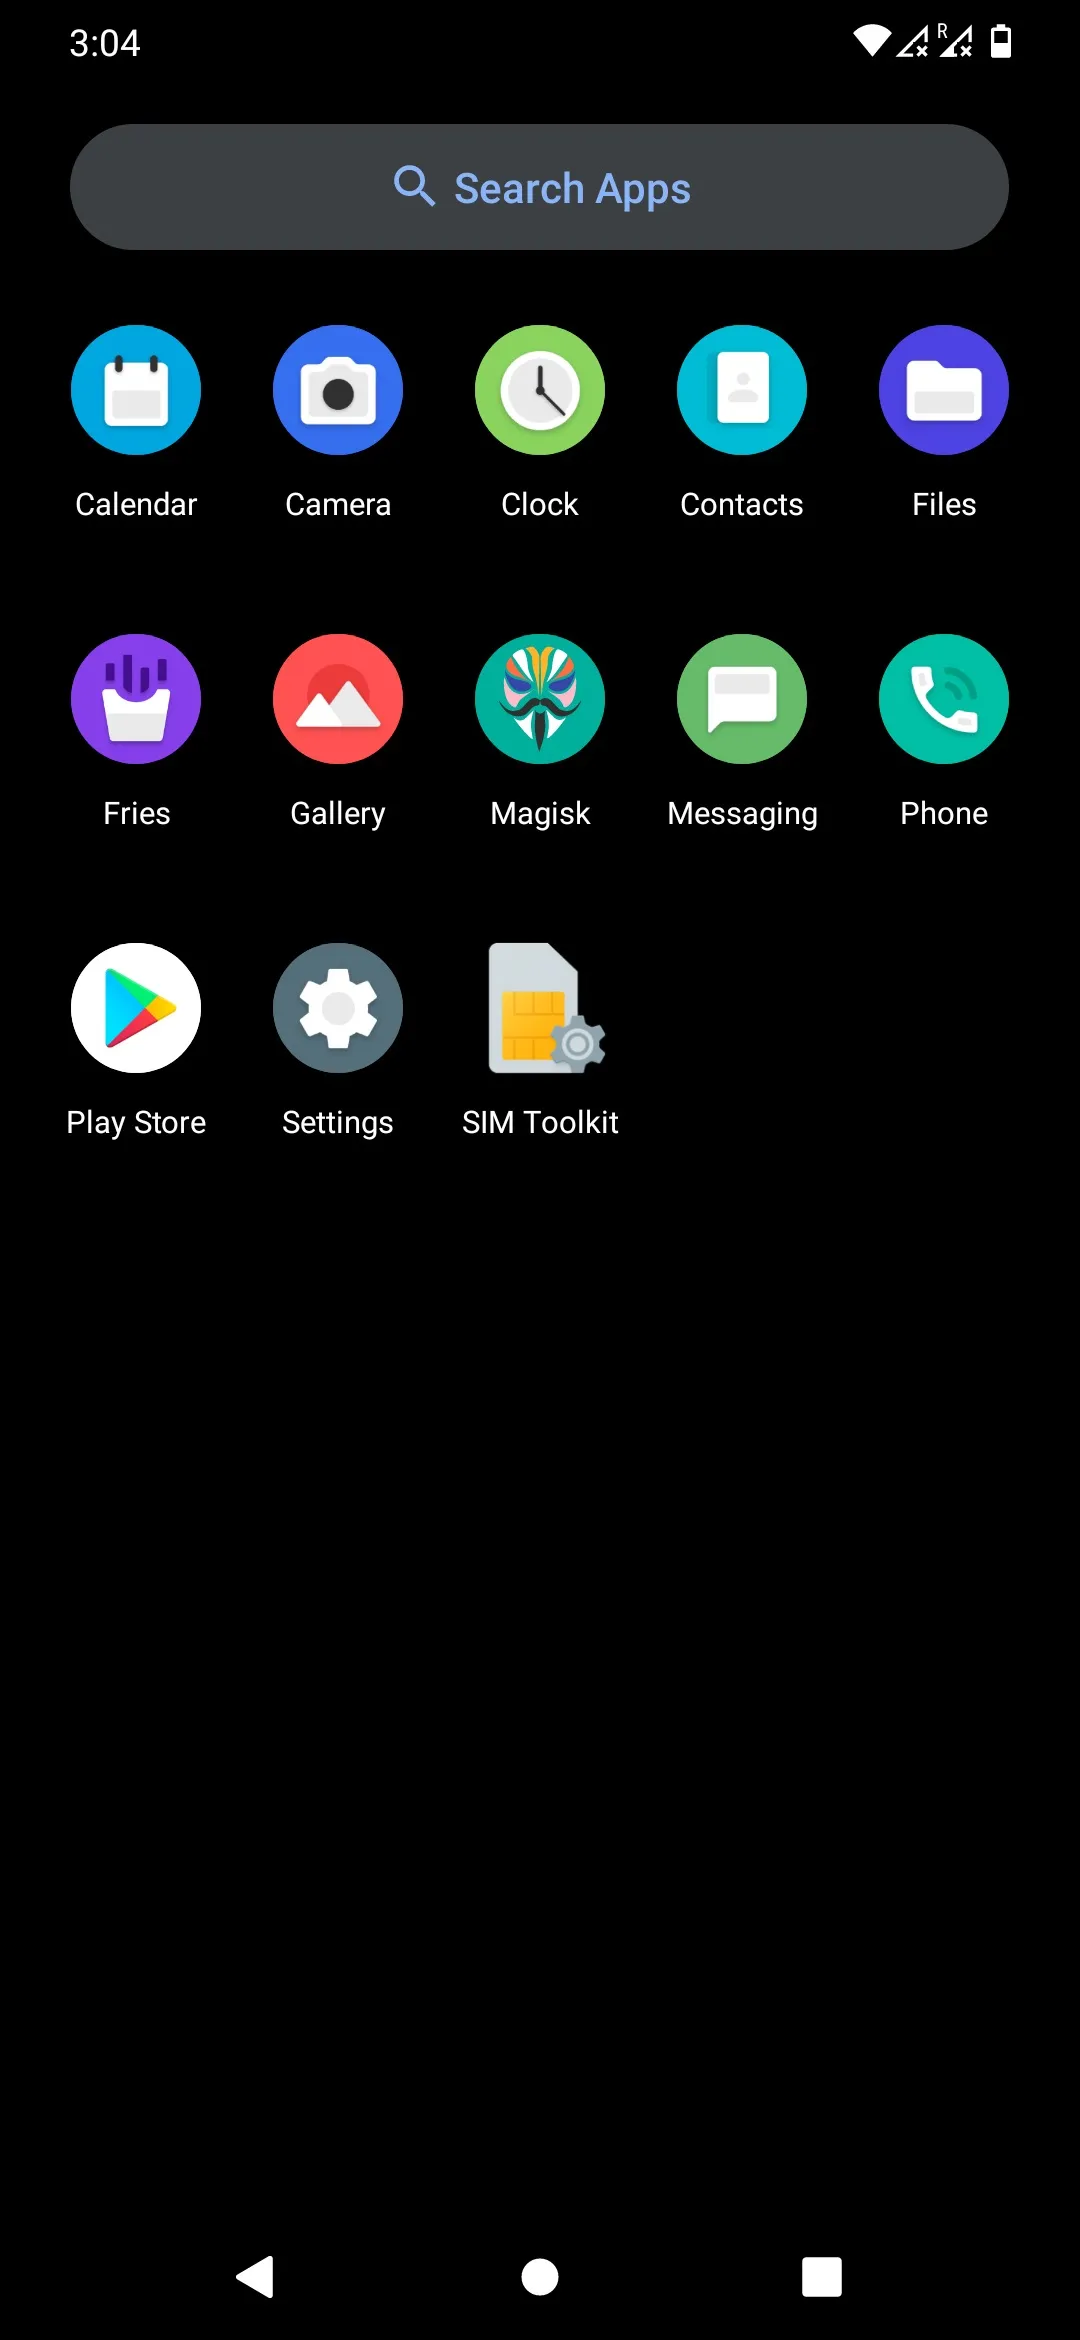 3:04
R
Search Apps
Calendar Camera Clock Contacts Files
Fries Gallery Magisk Messaging Phone
Play Store Settings SIM Toolkit